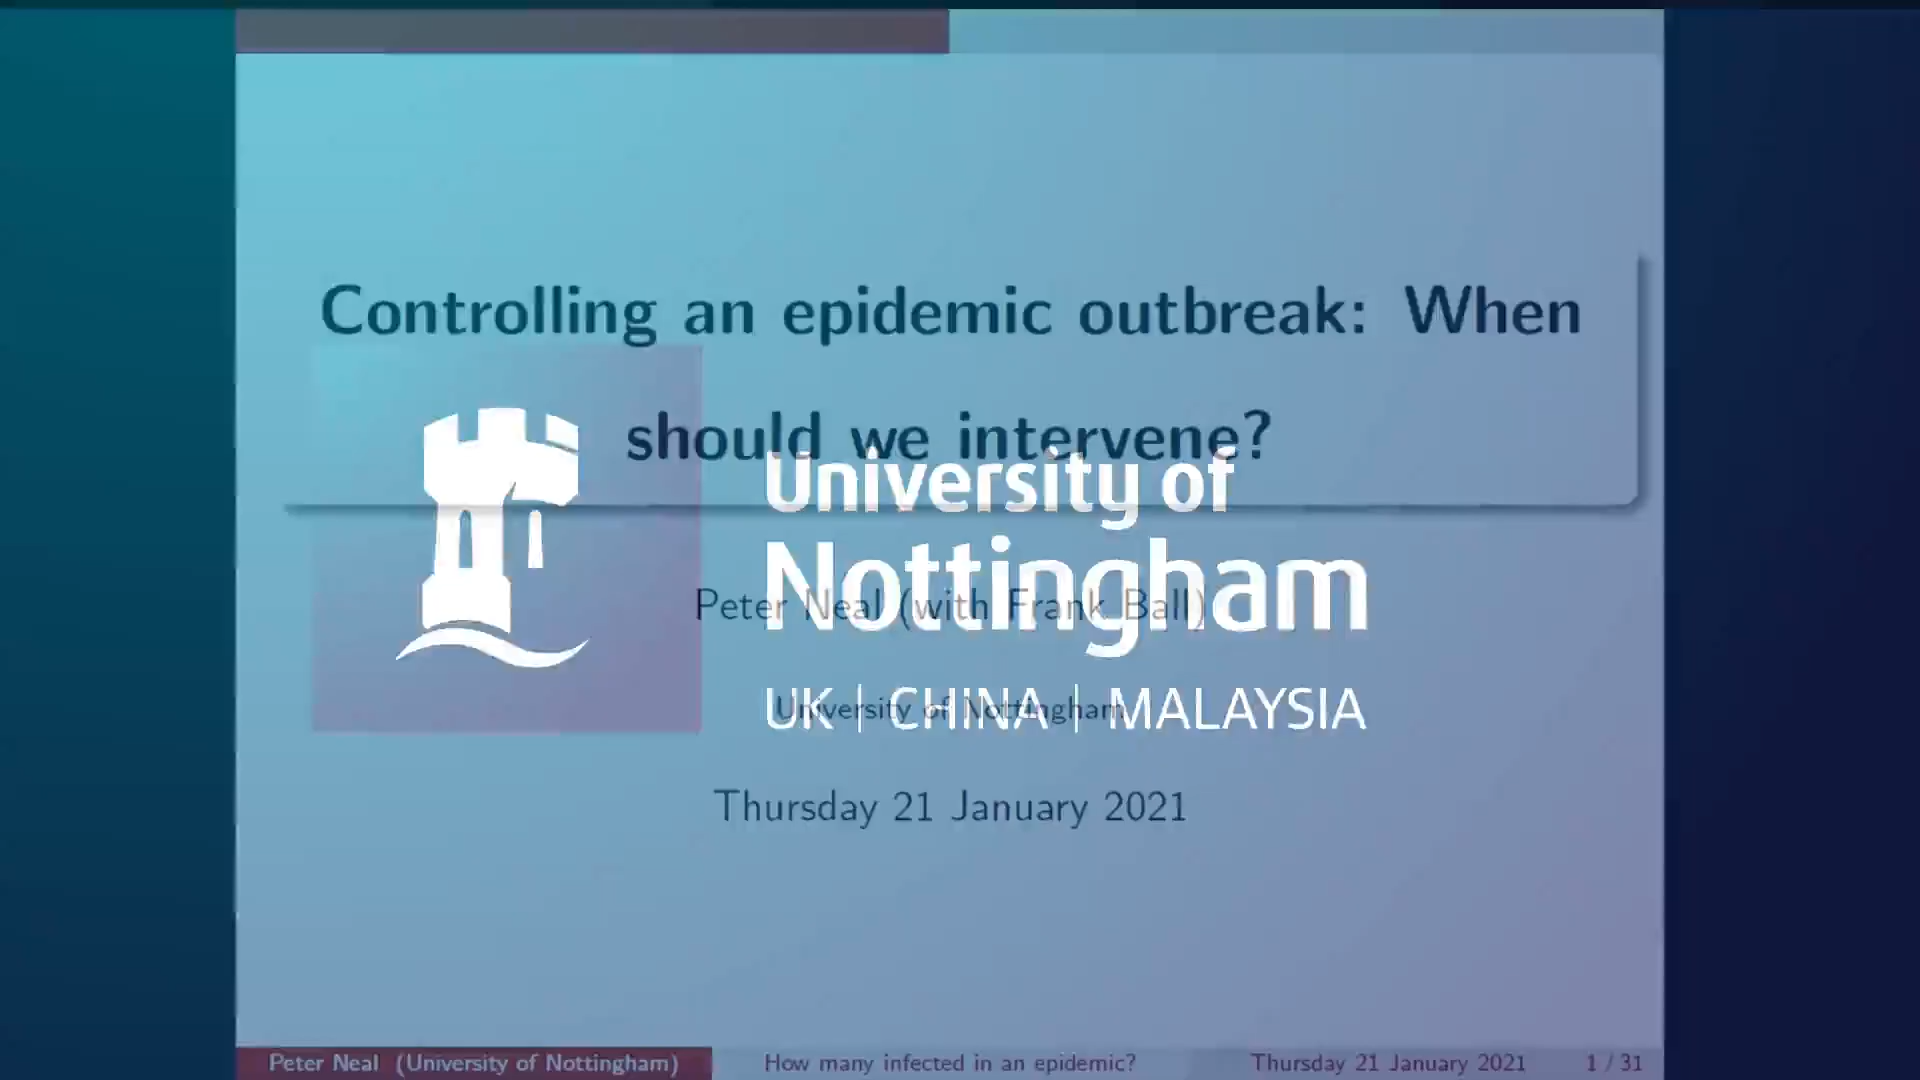 Controlling an epidemic outbreak: When
should we intervene?
University of
Nottingham
UK | CHINA | MALAYSIA
Peter Neal (with Frank Ball)
University of Nottingham
Thursday 21 January 2021
Peter Neal (University of Nottingham) How many infected in an epidemic? Thursday 21 January 2021 1 / 31